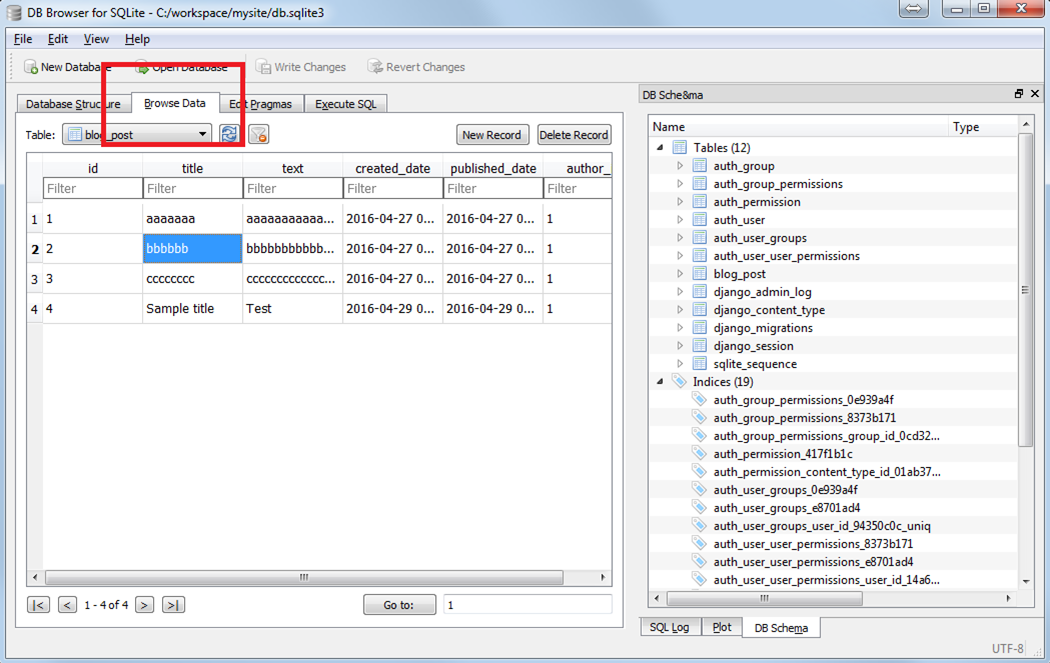 DB Browser for SQLite - C:/workspace/mysite/db.sqlite3
File Edit View Help
New Database Open Database Write Changes Revert Changes
Database Structure Browse Data Edit Pragmas Execute SQL
Table: blog_post New Record Delete Record
id title text created_date published_date author_
Filter Filter Filter Filter Filter Filter
1 1 aaaaaaa aaaaaaaaaaa... 2016-04-27 0... 2016-04-27 0... 1
2 2 bbbbbb bbbbbbbbbbb... 2016-04-27 0... 2016-04-27 0... 1
3 3 cccccccc ccccccccccccc... 2016-04-27 0... 2016-04-27 0... 1
4 4 Sample title Test 2016-04-29 0... 2016-04-29 0... 1
|< < 1 - 4 of 4 > >| Go to: 1
DB Sche&ma
Name Type
Tables (12)
auth_group
auth_group_permissions
auth_permission
auth_user
auth_user_groups
auth_user_user_permissions
blog_post
django_admin_log
django_content_type
django_migrations
django_session
sqlite_sequence
Indices (19)
auth_group_permissions_0e939a4f
auth_group_permissions_8373b171
auth_group_permissions_group_id_0cd32...
auth_permission_417f1b1c
auth_permission_content_type_id_01ab37...
auth_user_groups_0e939a4f
auth_user_groups_e8701ad4
auth_user_groups_user_id_94350c0c_uniq
auth_user_user_permissions_8373b171
auth_user_user_permissions_e8701ad4
auth_user_user_permissions_user_id_14a6...
SQL Log Plot DB Schema
UTF-8